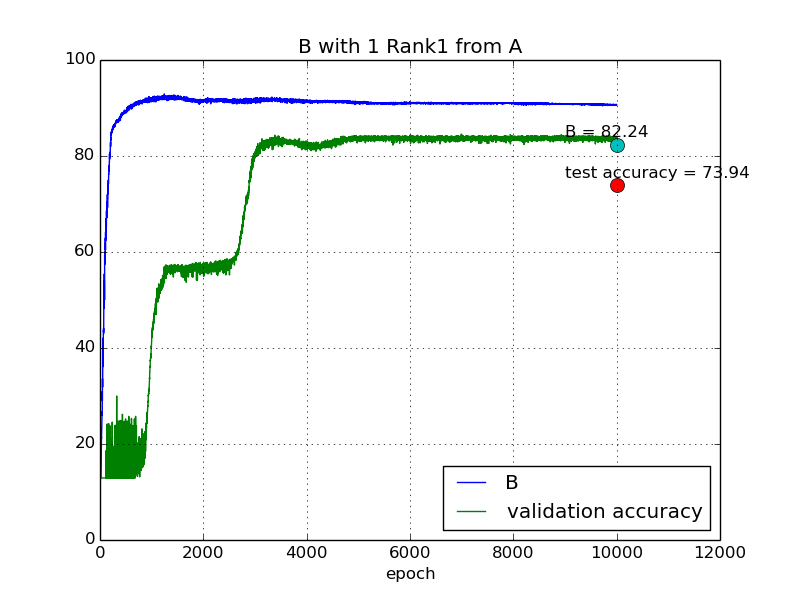 B with 1 Rank1 from A
100
80
60
40
20
0
B = 82.24
test accuracy = 73.94
B
validation accuracy
0 2000 4000 6000 8000 10000 12000
epoch